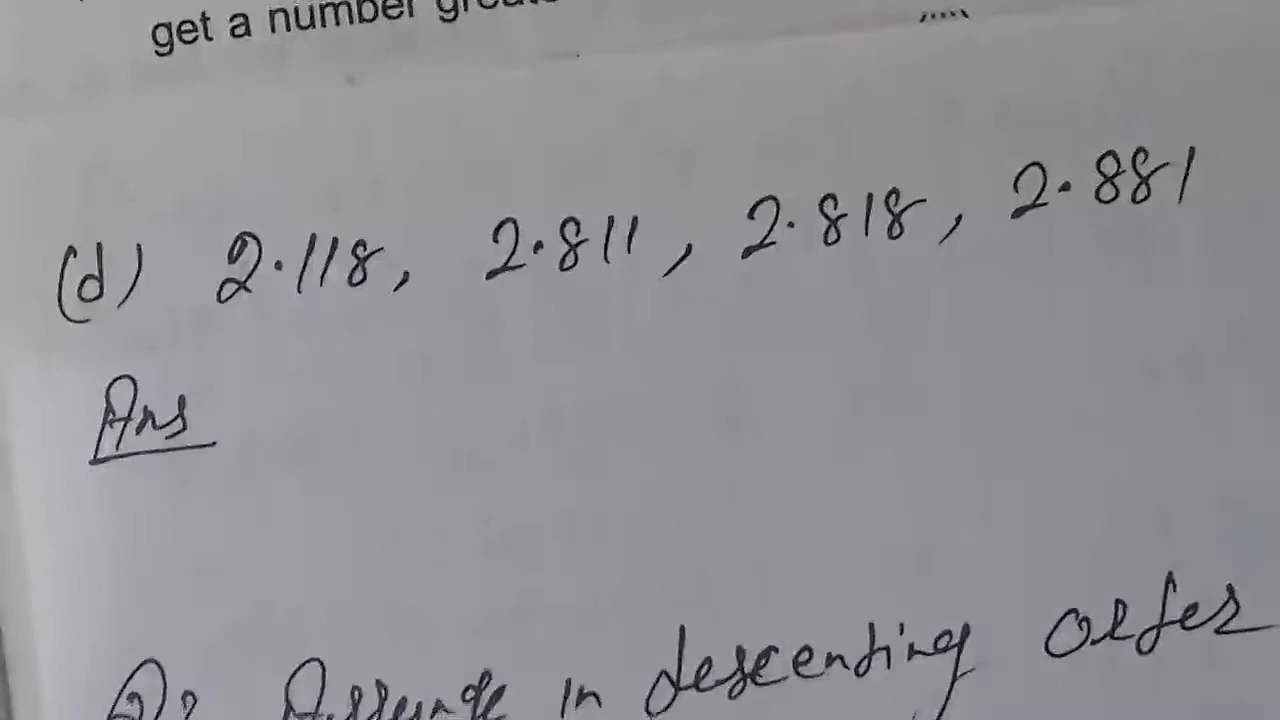 get a number
(d) 2.118, 2.811, 2.818, 2.881
Ans
in descending order